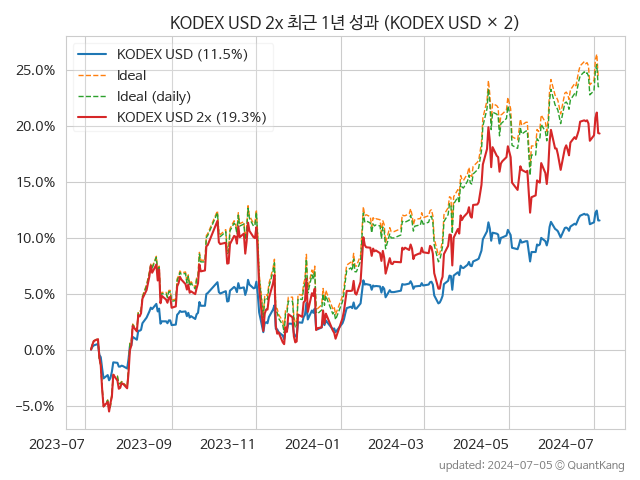 KODEX USD 2x 최근 1년 성과 (KODEX USD × 2)
KODEX USD (11.5%)
Ideal
Ideal (daily)
KODEX USD 2x (19.3%)
25.0%
20.0%
15.0%
10.0%
5.0%
0.0%
−5.0%
2023-07 2023-09 2023-11 2024-01 2024-03 2024-05 2024-07
updated: 2024-07-05 © QuantKang